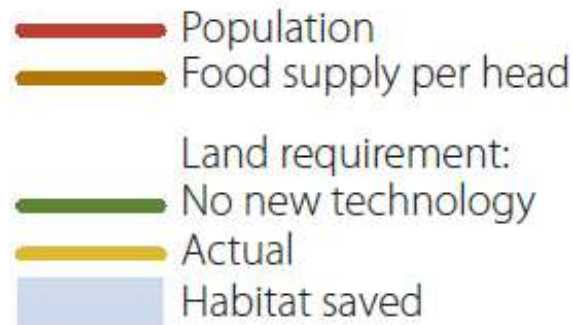 Population
Food supply per head
Land requirement:
No new technology
Actual
Habitat saved